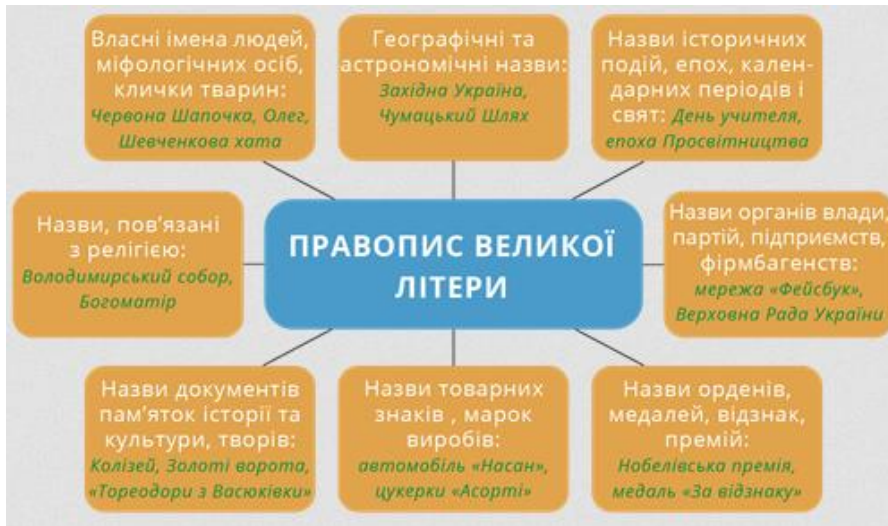 Власні імена людей,
міфологічних осіб,
клички тварин:
Червона Шапочка, Олег,
Шевченкова хата
Географічні та
астрономічні назви:
Західна Україна,
Чумацький Шлях
Назви історичних
подій, епох, кален-
дарних періодів і
свят: День учителя,
епоха Просвітництва
Назви, пов’язані
з релігією:
Володимирський собор,
Богоматір
ПРАВОПИС ВЕЛИКОЇ
ЛІТЕРИ
Назви органів влади,
партій, підприємств,
фірмбагенств:
мережа «Фейсбук»,
Верховна Рада України
Назви документів
пам’яток історії та
культури, творів:
Колізей, Золоті ворота,
«Тореодори з Васюківки»
Назви товарних
знаків , марок
виробів:
автомобіль «Насан»,
цукерки «Асорті»
Назви орденів,
медалей, відзнак,
премій:
Нобелівська премія,
медаль «За відзнаку»